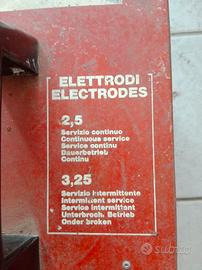 ELETTRODI
ELECTRODES
2,5
Servizio continuo
Continuous service
Service continu
Dauerbetrieb
Continu
3,25
Servizio intermittente
Intermittent service
Service intermittant
Unterbroch. Betrieb
Onder broken
subito